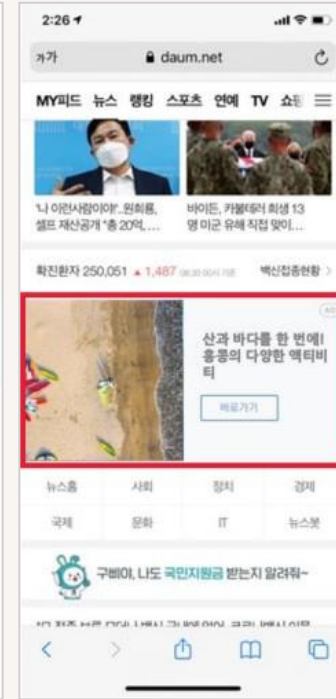 2:26
가가 daum.net
MY피드 뉴스 랭킹 스포츠 연예 TV 쇼핑
'나 이런사람이야'..원희룡, 셀프 재산공개 "총 20억, ...
바이든, 카불테러 희생 13명 미군 유해 직접 맞이...
확진환자 250,051 ▲ 1,487 백신접종현황 >
AD
산과 바다를 한 번에!
홍콩의 다양한 액티비
티
바로가기
뉴스홈 사회 정치 경제
국제 문화 IT 뉴스봇
구삐야, 나도 국민지원금 받는지 알려줘~